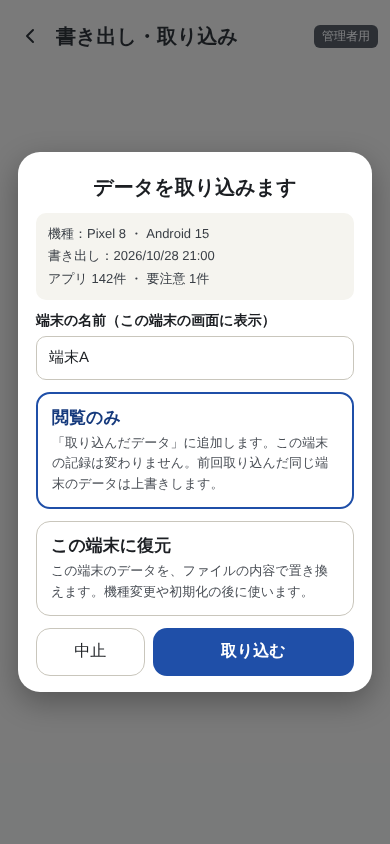 書き出し・取り込み
管理者用
データを取り込みます
機種：Pixel 8 ・ Android 15
書き出し：2026/10/28 21:00
アプリ 142件 ・ 要注意 1件
端末の名前（この端末の画面に表示）
端末A
閲覧のみ
「取り込んだデータ」に追加します。この端末
の記録は変わりません。前回取り込んだ同じ端
末のデータは上書きします。
この端末に復元
この端末のデータを、ファイルの内容で置き換
えます。機種変更や初期化の後に使います。
中止
取り込む